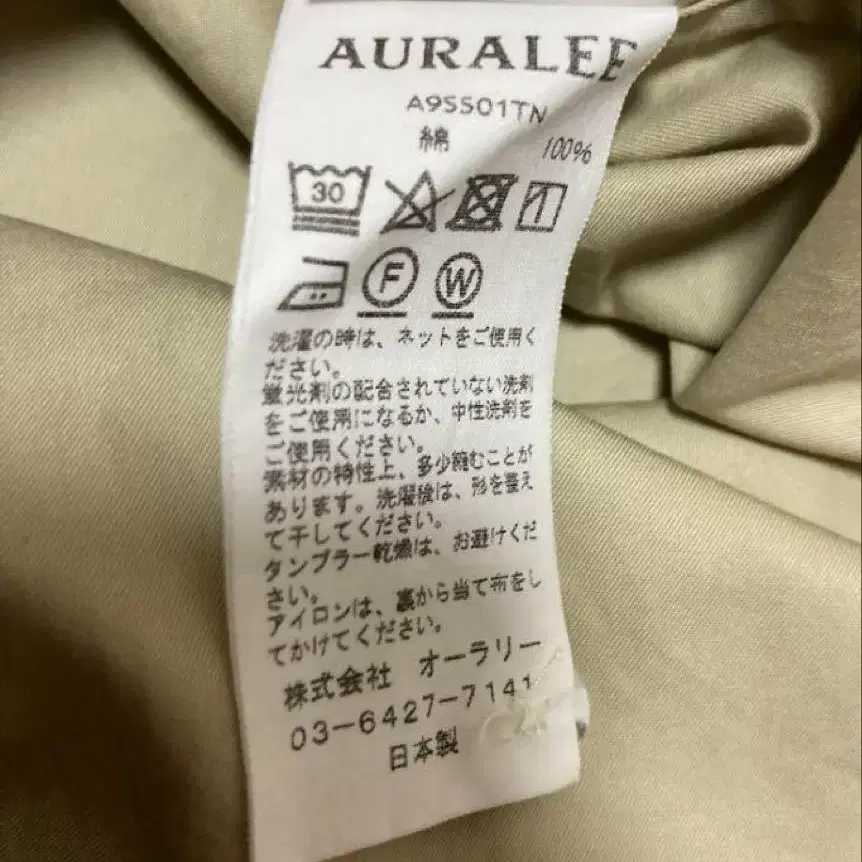 AURALEE
A9SS01TN
綿 100%
30
F W
洗濯の時は、ネットをご使用く
ださい。
蛍光剤の配合されていない洗剤
をご使用になるか、中性洗剤を
ご使用ください。
素材の特性上、多少縮むことが
あります。洗濯後は、形を整え
て干してください。
タンブラー乾燥は、お避けくだ
さい。
アイロンは、裏から当て布をし
てかけてください。
株式会社 オーラリー
03-6427-7141
日本製